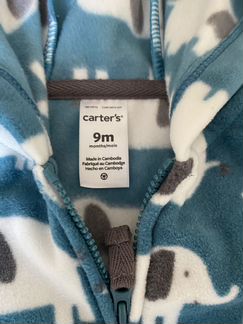 carter's®
9m
months/mois
Made in Cambodia
Fabriqué au Cambodge
Hecho en Camboya